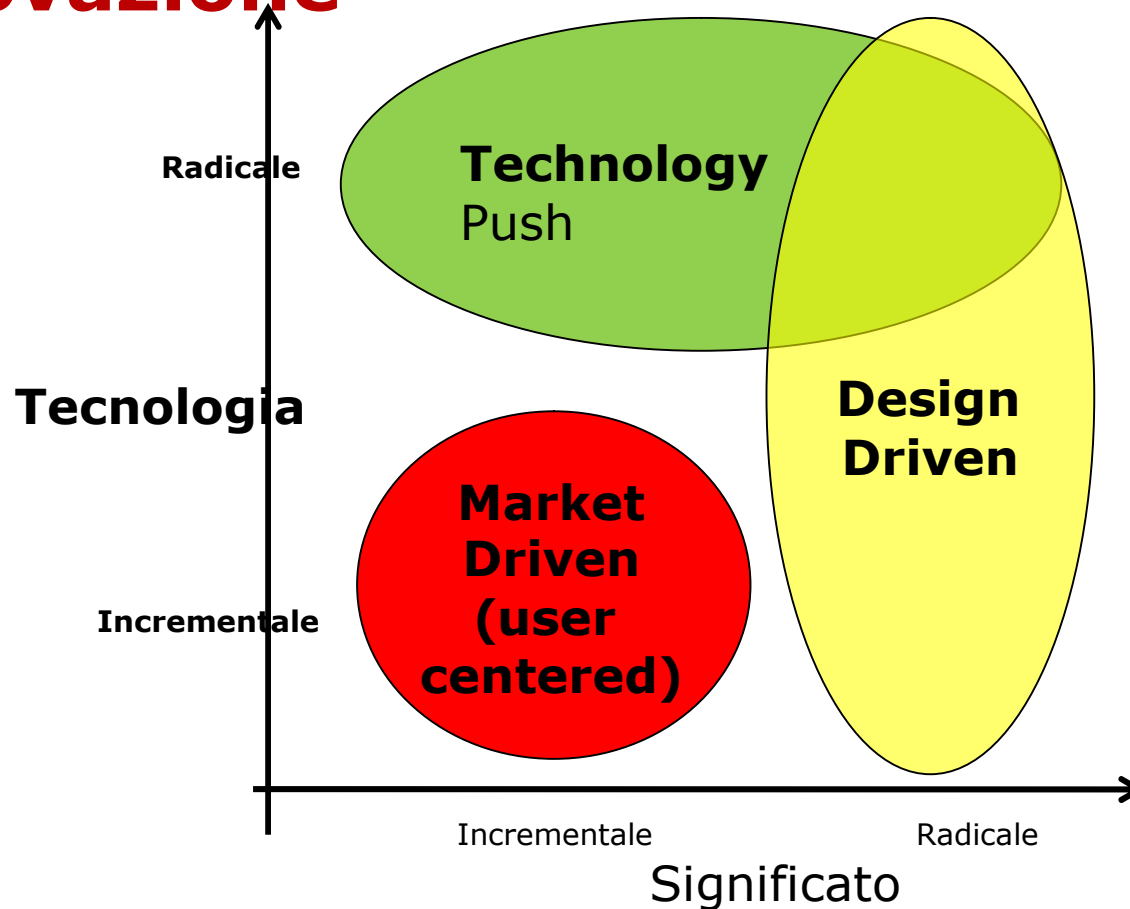 Radicale
Technology
Push
Tecnologia
Design
Driven
Market
Driven
(user
centered)
Incrementale
Incrementale
Radicale
Significato